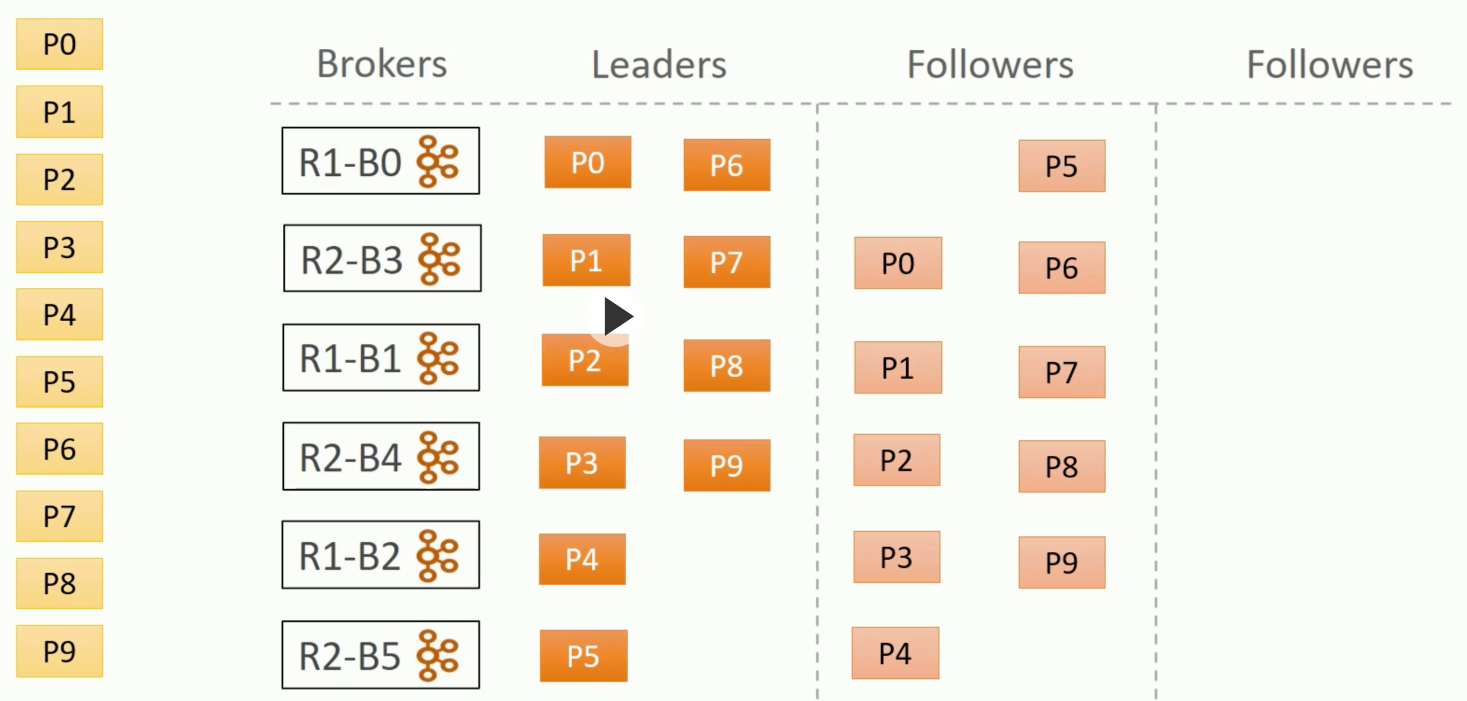 P0
P1
P2
P3
P4
P5
P6
P7
P8
P9
Brokers Leaders Followers Followers
R1-B0 P0 P6 P5
R2-B3 P1 P7 P0 P6
R1-B1 P2 P8 P1 P7
R2-B4 P3 P9 P2 P8
R1-B2 P4 P3 P9
R2-B5 P5 P4